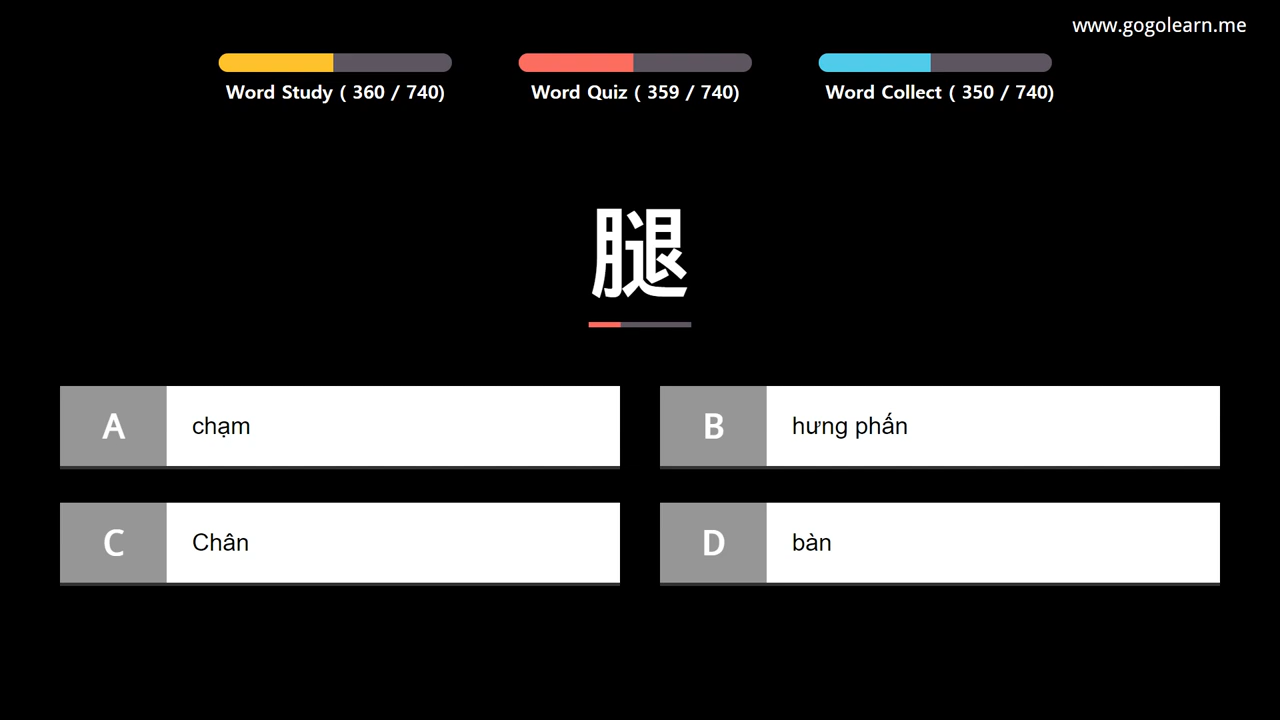 www.gogolearn.me
Word Study ( 360 / 740)
Word Quiz ( 359 / 740)
Word Collect ( 350 / 740)
腿
A chạm
B hưng phấn
C Chân
D bàn